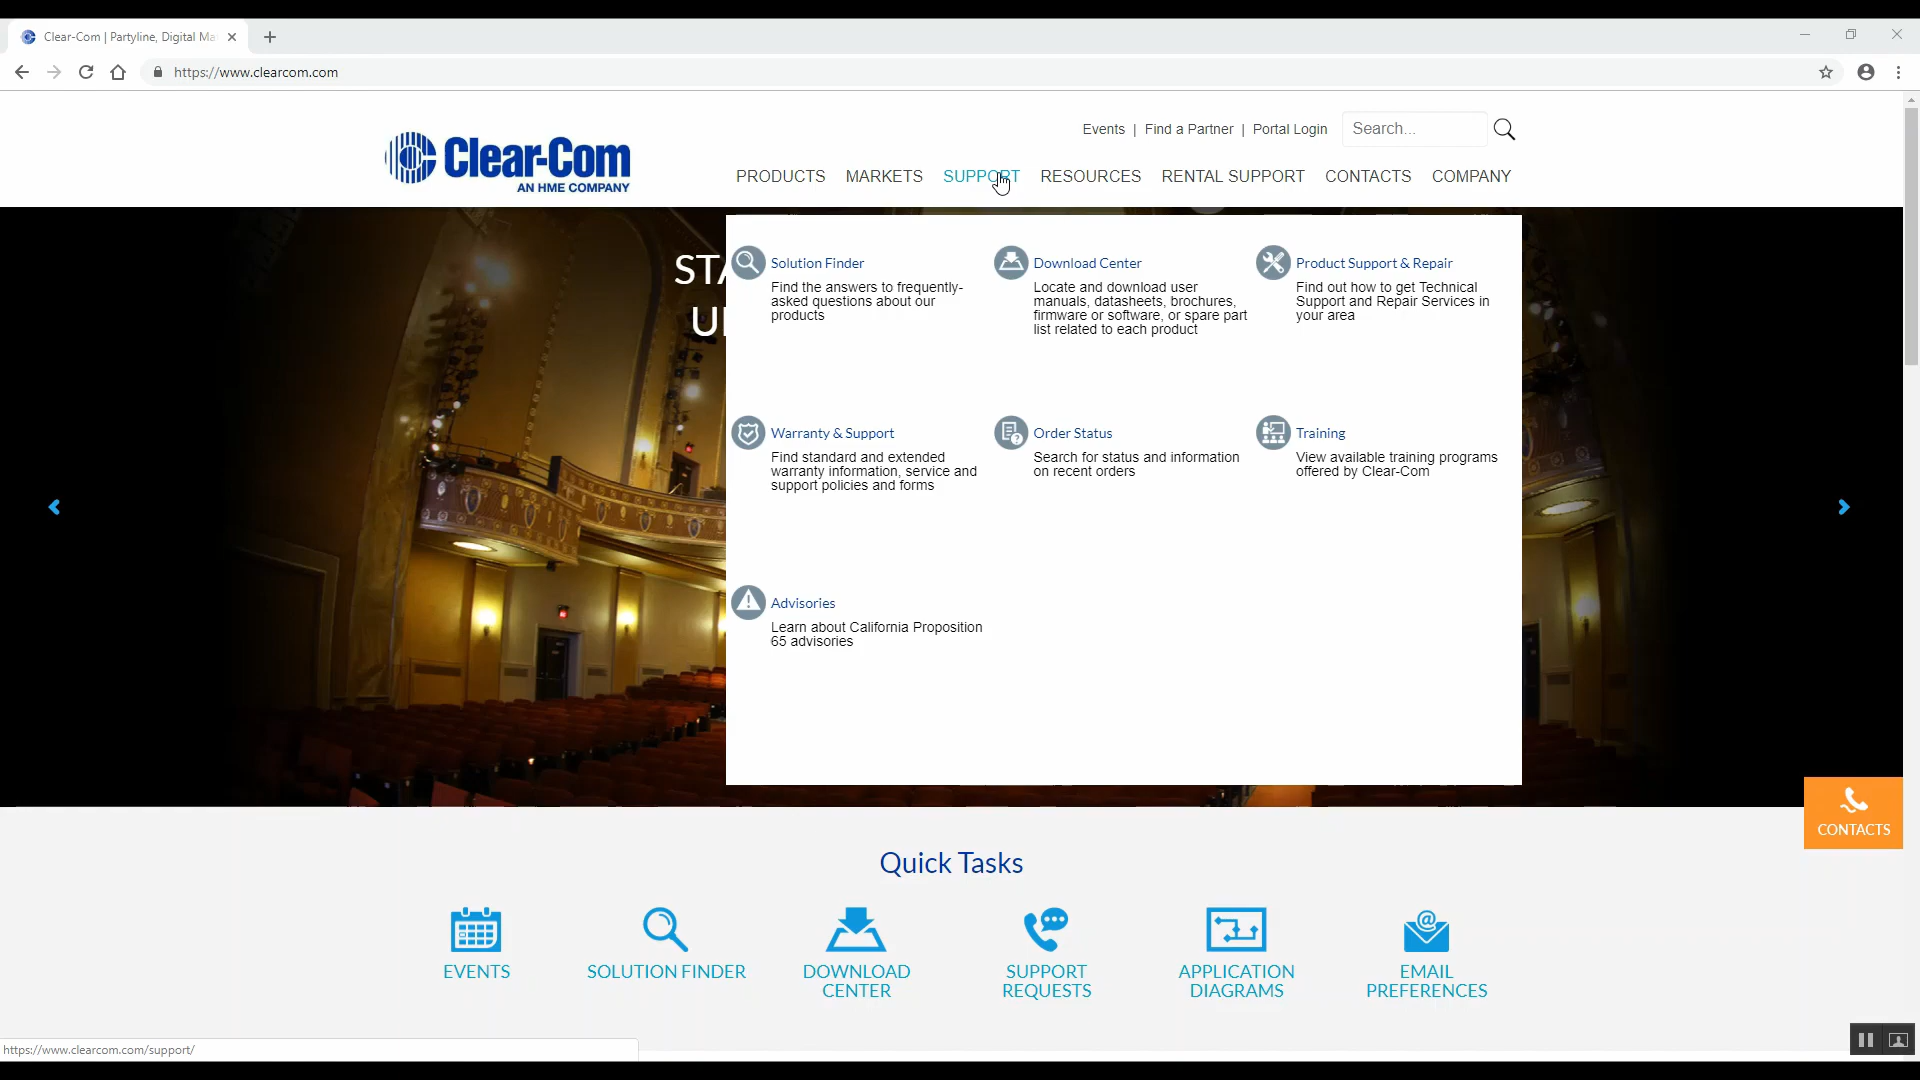 Clear-Com | Partyline, Digital Ma
https://www.clearcom.com
Events | Find a Partner | Portal Login
Search...
Clear-Com
AN HME COMPANY
PRODUCTS MARKETS SUPPORT RESOURCES RENTAL SUPPORT CONTACTS COMPANY
STA
U
Solution Finder
Find the answers to frequently-
asked questions about our
products
Download Center
Locate and download user
manuals, datasheets, brochures,
firmware or software, or spare part
list related to each product
Product Support & Repair
Find out how to get Technical
Support and Repair Services in
your area
Warranty & Support
Find standard and extended
warranty information, service and
support policies and forms
Order Status
Search for status and information
on recent orders
Training
View available training programs
offered by Clear-Com
Advisories
Learn about California Proposition
65 advisories
CONTACTS
Quick Tasks
EVENTS
SOLUTION FINDER
DOWNLOAD
CENTER
SUPPORT
REQUESTS
APPLICATION
DIAGRAMS
EMAIL
PREFERENCES
https://www.clearcom.com/support/